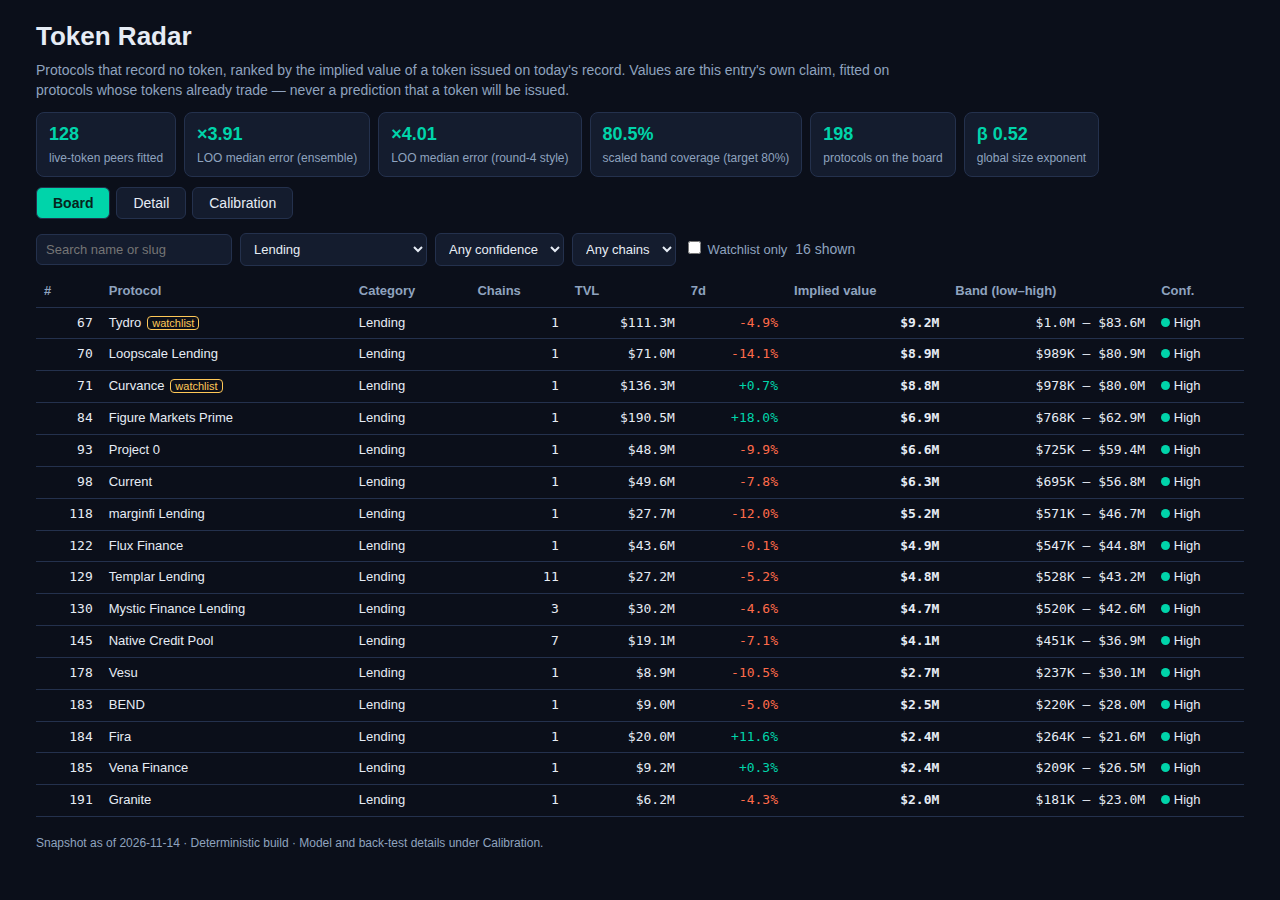 Token Radar
Protocols that record no token, ranked by the implied value of a token issued on today's record. Values are this entry's own claim, fitted on
protocols whose tokens already trade — never a prediction that a token will be issued.
128 ×3.91 ×4.01 80.5% 198 β 0.52
live-token peers fitted LOO median error (ensemble) LOO median error (round-4 style) scaled band coverage (target 80%) protocols on the board global size exponent
Board Detail Calibration
Search name or slug Lending Any confidence Any chains Watchlist only 16 shown
# Protocol Category Chains TVL 7d Implied value Band (low–high) Conf.
67 Tydro watchlist Lending 1 $111.3M -4.9% $9.2M $1.0M – $83.6M High
70 Loopscale Lending Lending 1 $71.0M -14.1% $8.9M $989K – $80.9M High
71 Curvance watchlist Lending 1 $136.3M +0.7% $8.8M $978K – $80.0M High
84 Figure Markets Prime Lending 1 $190.5M +18.0% $6.9M $768K – $62.9M High
93 Project 0 Lending 1 $48.9M -9.9% $6.6M $725K – $59.4M High
98 Current Lending 1 $49.6M -7.8% $6.3M $695K – $56.8M High
118 marginfi Lending Lending 1 $27.7M -12.0% $5.2M $571K – $46.7M High
122 Flux Finance Lending 1 $43.6M -0.1% $4.9M $547K – $44.8M High
129 Templar Lending Lending 11 $27.2M -5.2% $4.8M $528K – $43.2M High
130 Mystic Finance Lending Lending 3 $30.2M -4.6% $4.7M $520K – $42.6M High
145 Native Credit Pool Lending 7 $19.1M -7.1% $4.1M $451K – $36.9M High
178 Vesu Lending 1 $8.9M -10.5% $2.7M $237K – $30.1M High
183 BEND Lending 1 $9.0M -5.0% $2.5M $220K – $28.0M High
184 Fira Lending 1 $20.0M +11.6% $2.4M $264K – $21.6M High
185 Vena Finance Lending 1 $9.2M +0.3% $2.4M $209K – $26.5M High
191 Granite Lending 1 $6.2M -4.3% $2.0M $181K – $23.0M High
Snapshot as of 2026-11-14 · Deterministic build · Model and back-test details under Calibration.